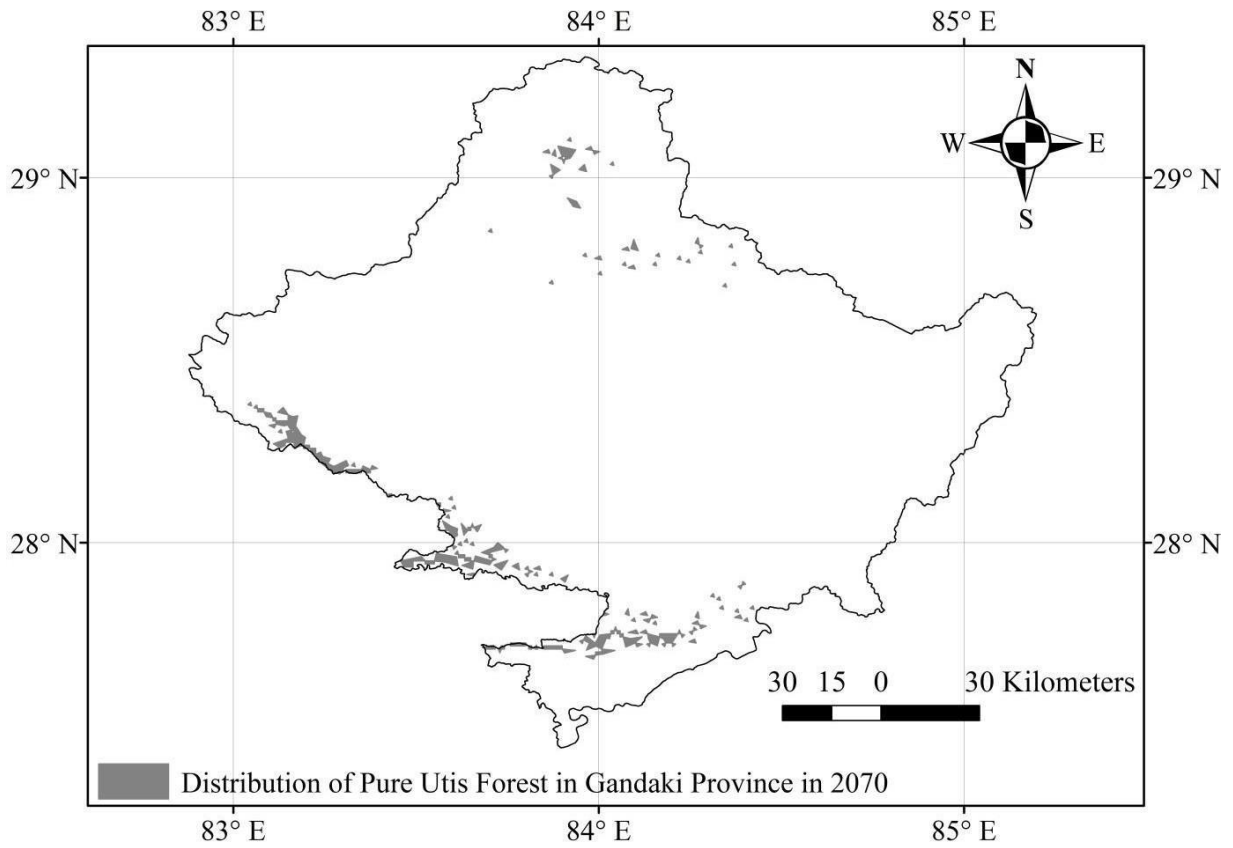 83° E 84° E 85° E
N
W E
S
29° N 29° N
28° N 28° N
30 15 0 30 Kilometers
Distribution of Pure Utis Forest in Gandaki Province in 2070
83° E 84° E 85° E